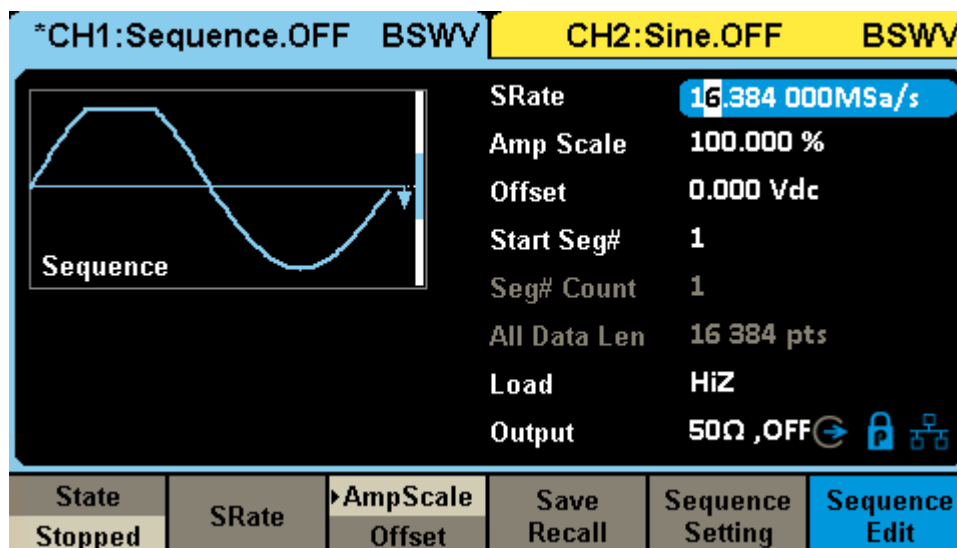 *CH1:Sequence.OFF BSWV CH2:Sine.OFF BSWV
Sequence
SRate 16.384 000MSa/s
Amp Scale 100.000 %
Offset 0.000 Vdc
Start Seg# 1
Seg# Count 1
All Data Len 16 384 pts
Load HiZ
Output 50Ω ,OFF P
State Stopped
SRate
AmpScale Offset
Save Recall
Sequence Setting
Sequence Edit